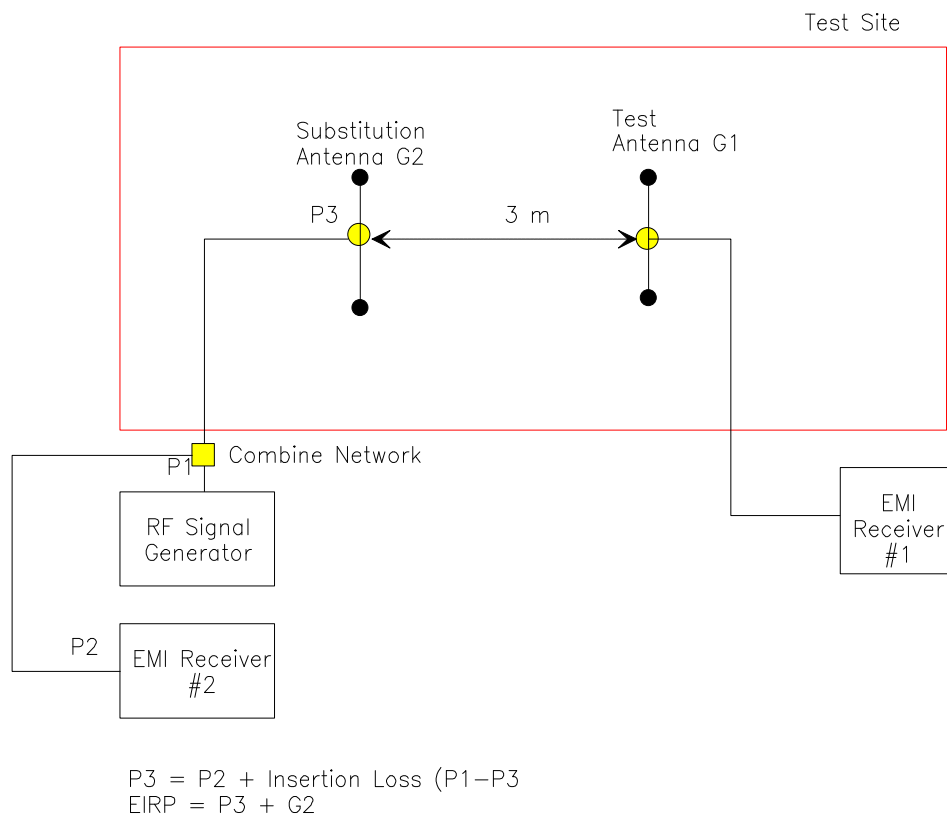 Test Site
Substitution
Antenna G2
Test
Antenna G1
P3
3 m
Combine Network
P1
RF Signal
Generator
EMI
Receiver
#1
P2
EMI Receiver
#2
P3 = P2 + Insertion Loss (P1-P3
EIRP = P3 + G2